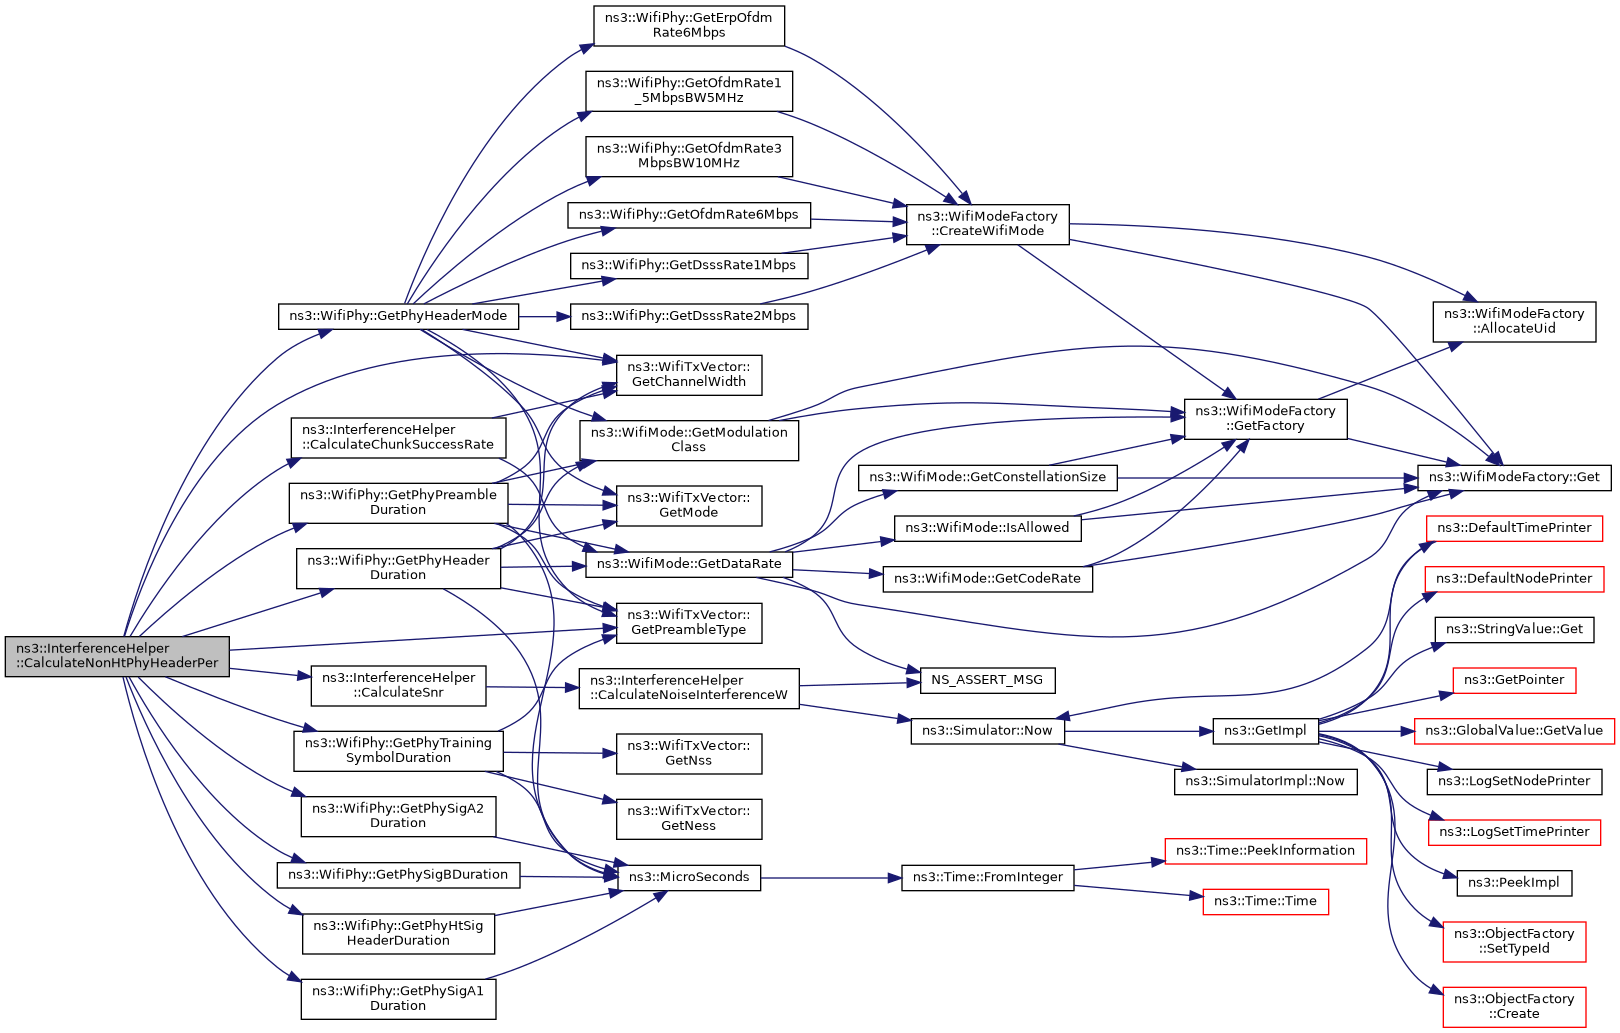 ns3::WifiPhy::GetErpOfdm
Rate6Mbps
ns3::WifiPhy::GetOfdmRate1
_5MbpsBW5MHz
ns3::WifiPhy::GetOfdmRate3
MbpsBW10MHz
ns3::WifiPhy::GetOfdmRate6Mbps
ns3::WifiModeFactory
::CreateWifiMode
ns3::WifiPhy::GetDsssRate1Mbps
ns3::WifiPhy::GetPhyHeaderMode
ns3::WifiPhy::GetDsssRate2Mbps
ns3::WifiModeFactory
::AllocateUid
ns3::WifiTxVector::
GetChannelWidth
ns3::InterferenceHelper
::CalculateChunkSuccessRate
ns3::WifiMode::GetModulation
Class
ns3::WifiModeFactory
::GetFactory
ns3::WifiPhy::GetPhyPreamble
Duration
ns3::WifiTxVector::
GetMode
ns3::WifiMode::GetConstellationSize
ns3::WifiModeFactory::Get
ns3::WifiMode::IsAllowed
ns3::DefaultTimePrinter
ns3::WifiPhy::GetPhyHeader
Duration
ns3::WifiMode::GetDataRate
ns3::WifiMode::GetCodeRate
ns3::DefaultNodePrinter
ns3::WifiTxVector::
GetPreambleType
ns3::StringValue::Get
ns3::InterferenceHelper
::CalculateNonHtPhyHeaderPer
ns3::InterferenceHelper
::CalculateSnr
ns3::InterferenceHelper
::CalculateNoiseInterferenceW
NS_ASSERT_MSG
ns3::GetPointer
ns3::WifiPhy::GetPhyTraining
SymbolDuration
ns3::WifiTxVector::
GetNss
ns3::Simulator::Now
ns3::GetImpl
ns3::GlobalValue::GetValue
ns3::SimulatorImpl::Now
ns3::LogSetNodePrinter
ns3::WifiPhy::GetPhySigA2
Duration
ns3::WifiTxVector::
GetNess
ns3::LogSetTimePrinter
ns3::WifiPhy::GetPhySigBDuration
ns3::MicroSeconds
ns3::Time::FromInteger
ns3::Time::PeekInformation
ns3::PeekImpl
ns3::Time::Time
ns3::WifiPhy::GetPhyHtSig
HeaderDuration
ns3::ObjectFactory
::SetTypeId
ns3::WifiPhy::GetPhySigA1
Duration
ns3::ObjectFactory
::Create